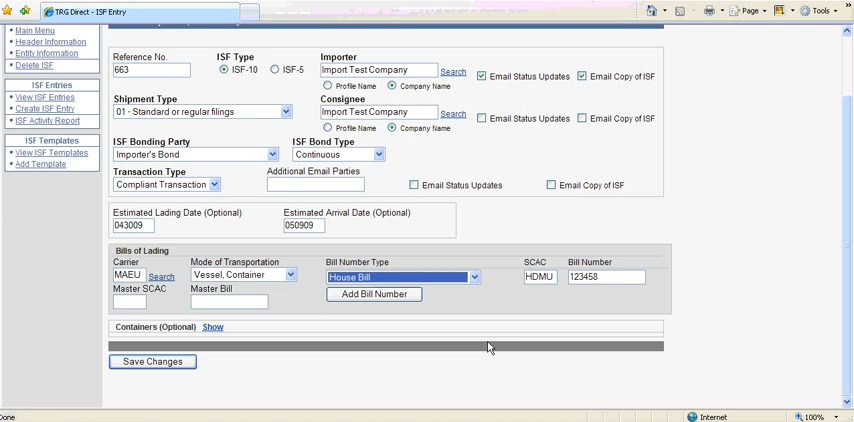 TRG Direct - ISF Entry
Page
Tools
Main Menu
Header Information
Entity Information
Delete ISF
ISF Entries
View ISF Entries
Create ISF Entry
ISF Activity Report
ISF Templates
View ISF Templates
Add Template
Reference No. ISF Type Importer
663 ISF-10 ISF-5 Import Test Company Search Email Status Updates Email Copy of ISF
Profile Name Company Name
Shipment Type Consignee
01 - Standard or regular filings Import Test Company Search Email Status Updates Email Copy of ISF
Profile Name Company Name
ISF Bonding Party ISF Bond Type
Importer's Bond Continuous
Transaction Type Additional Email Parties
Compliant Transaction Email Status Updates Email Copy of ISF
Estimated Lading Date (Optional) Estimated Arrival Date (Optional)
043009 050909
Bills of Lading
Carrier Mode of Transportation Bill Number Type SCAC Bill Number
MAEU Search Vessel, Container House Bill HDMU 123458
Master SCAC Master Bill Add Bill Number
Containers (Optional) Show
Save Changes
Done Internet 100%